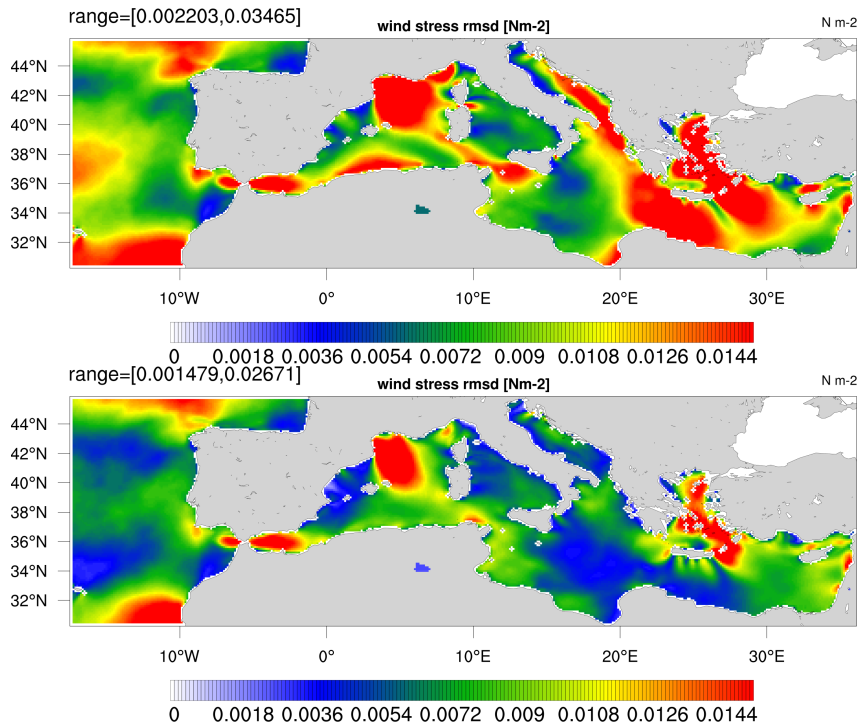 range=[0.002203,0.03465]
wind stress rmsd [Nm-2]
N m-2
44°N
42°N
40°N
38°N
36°N
34°N
32°N
10°W 0° 10°E 20°E 30°E
0 0.0018 0.0036 0.0054 0.0072 0.009 0.0108 0.0126 0.0144
range=[0.001479,0.02671]
wind stress rmsd [Nm-2]
N m-2
44°N
42°N
40°N
38°N
36°N
34°N
32°N
10°W 0° 10°E 20°E 30°E
0 0.0018 0.0036 0.0054 0.0072 0.009 0.0108 0.0126 0.0144